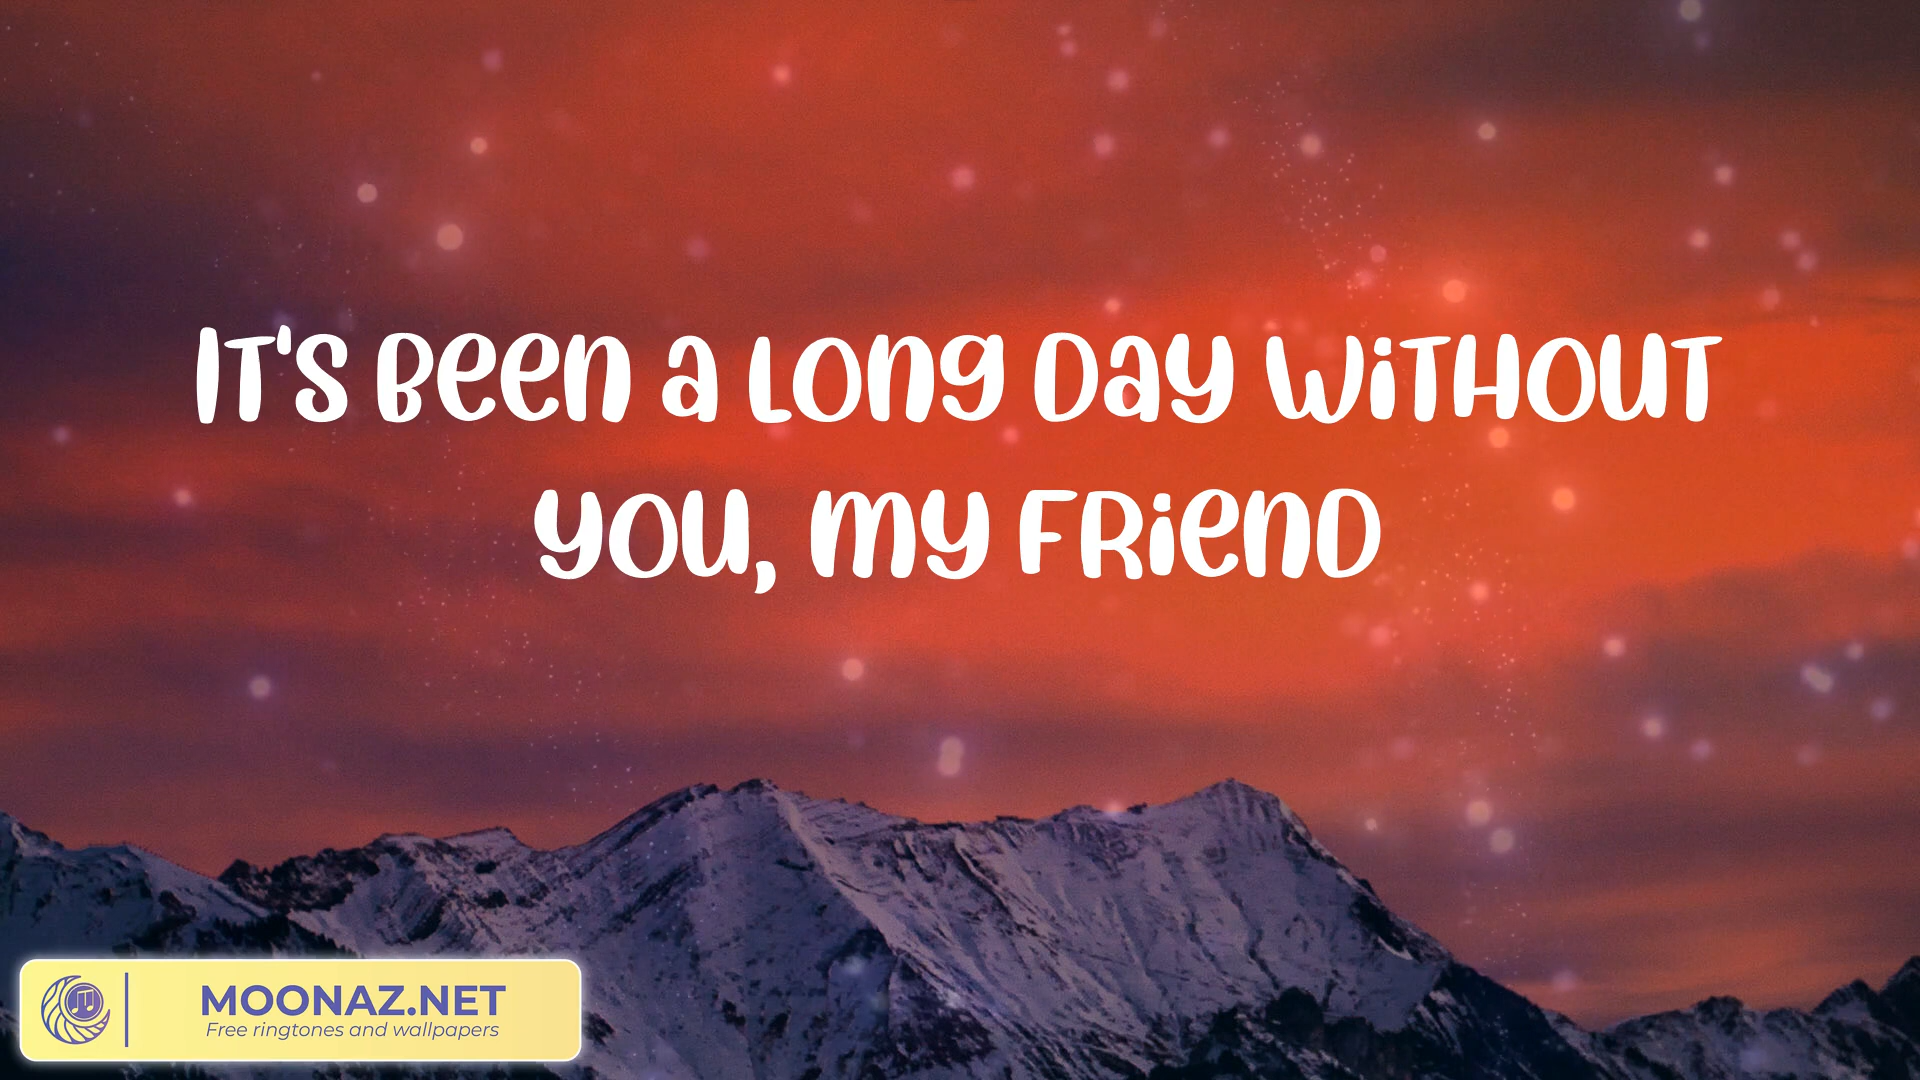 It's been a long day without
you, my friend
MOONAZ.NET
Free ringtones and wallpapers